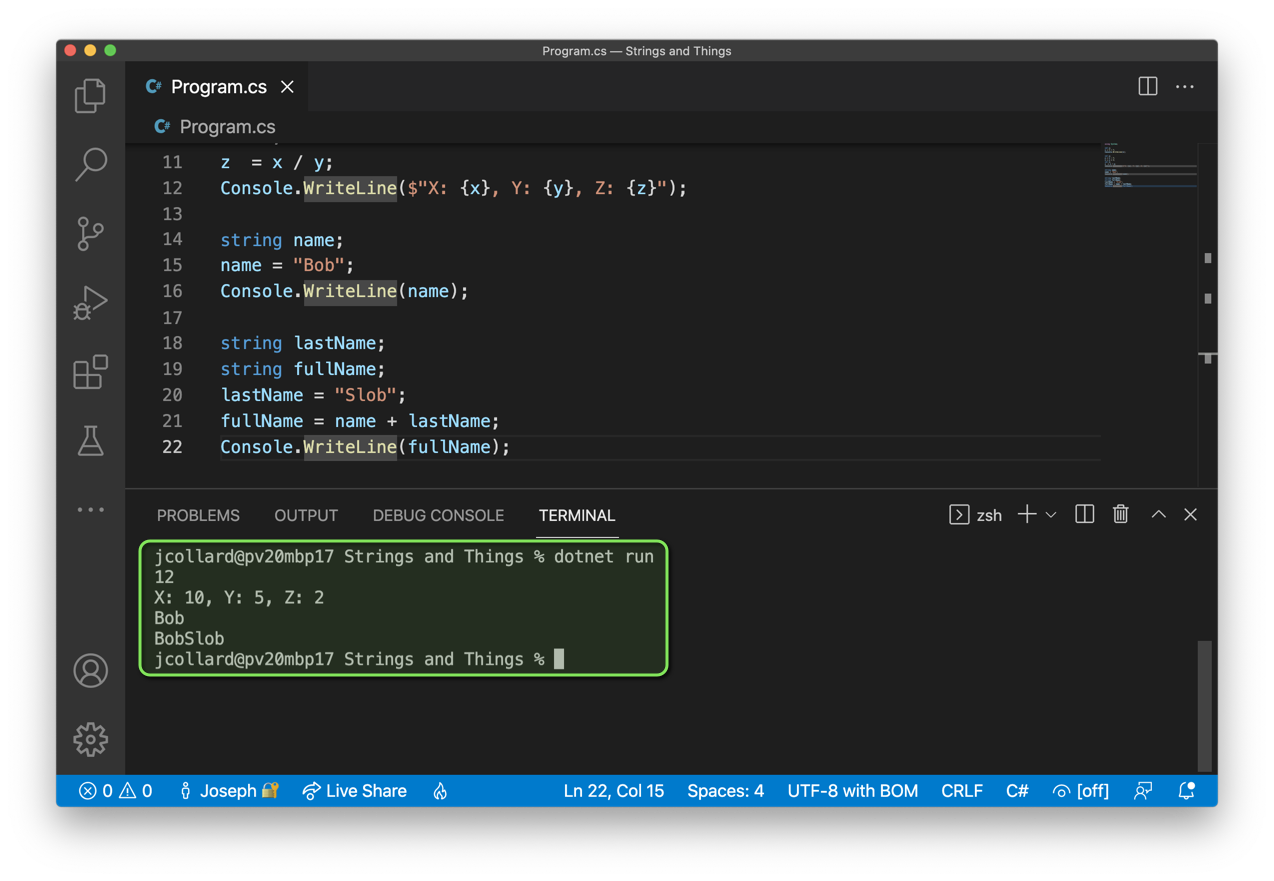 Program.cs — Strings and Things
C# Program.cs
C# Program.cs
11 z  = x / y;
12 Console.WriteLine($"X: {x}, Y: {y}, Z: {z}");
13
14 string name;
15 name = "Bob";
16 Console.WriteLine(name);
17
18 string lastName;
19 string fullName;
20 lastName = "Slob";
21 fullName = name + lastName;
22 Console.WriteLine(fullName);
PROBLEMS OUTPUT DEBUG CONSOLE TERMINAL zsh
jcollard@pv20mbp17 Strings and Things % dotnet run
12
X: 10, Y: 5, Z: 2
Bob
BobSlob
jcollard@pv20mbp17 Strings and Things %
0 0 Joseph Live Share Ln 22, Col 15 Spaces: 4 UTF-8 with BOM CRLF C# [off]